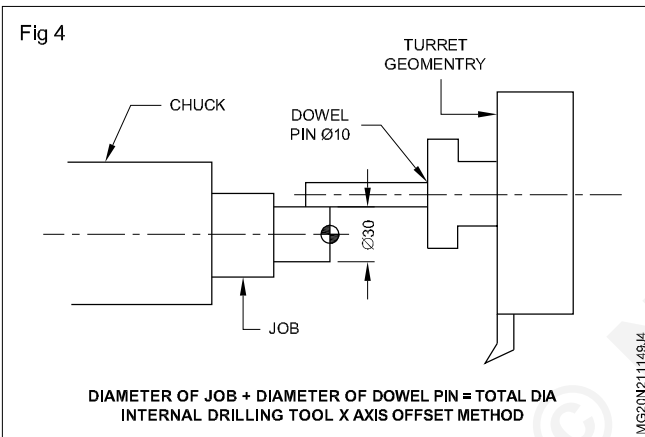 Fig 4
TURRET
GEOMENTRY
CHUCK
DOWEL
PIN Ø10
Ø30
JOB
DIAMETER OF JOB + DIAMETER OF DOWEL PIN = TOTAL DIA
INTERNAL DRILLING TOOL X AXIS OFFSET METHOD
MG20N211149J4
©